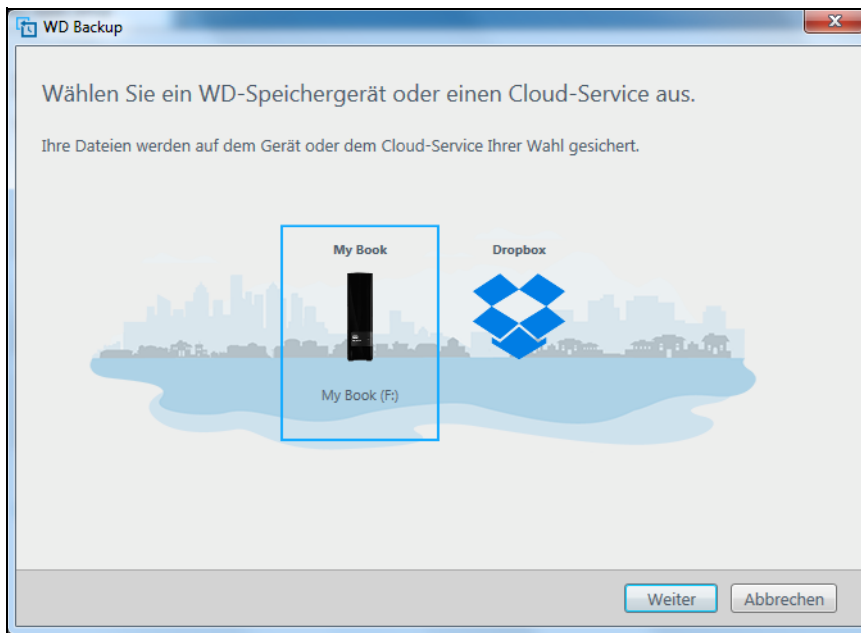 WD Backup
Wählen Sie ein WD-Speichergerät oder einen Cloud-Service aus.
Ihre Dateien werden auf dem Gerät oder dem Cloud-Service Ihrer Wahl gesichert.
My Book
Dropbox
My Book (F:)
Weiter
Abbrechen